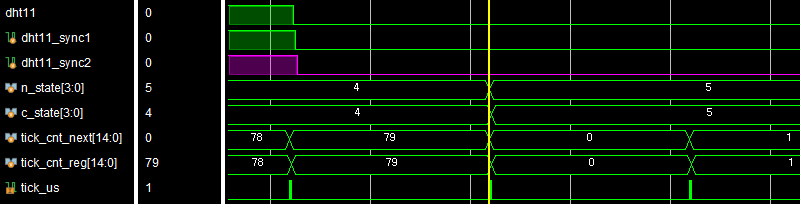 dht11 0
dht11_sync1 0
dht11_sync2 0
n_state[3:0] 5 4 5
c_state[3:0] 4 4 5
tick_cnt_next[14:0] 0 78 79 0 1
tick_cnt_reg[14:0] 79 78 79 0 1
tick_us 1